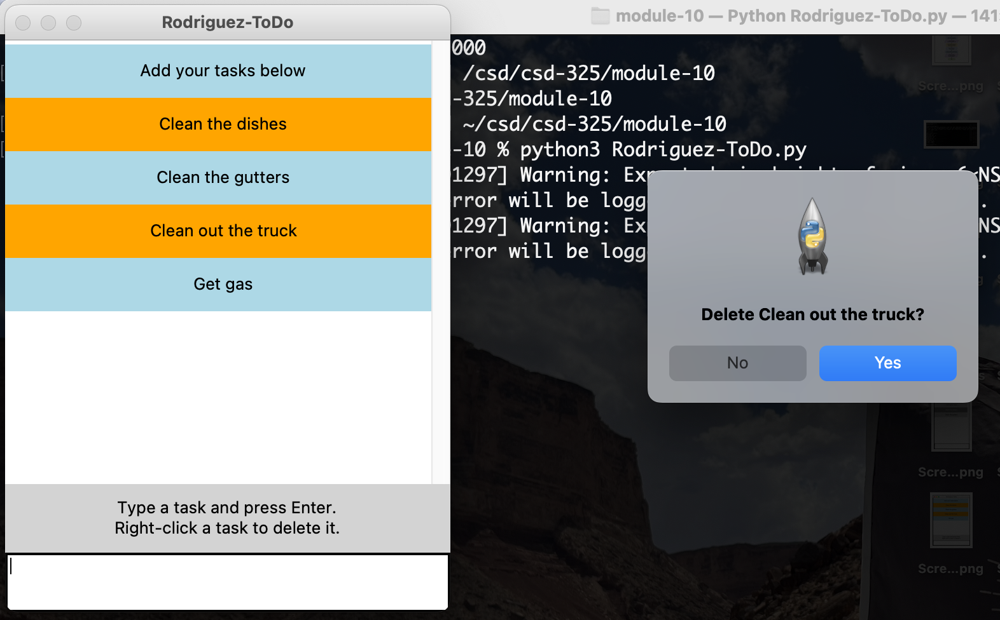 Rodriguez-ToDo
module-10 — Python Rodriguez-ToDo.py — 141
Add your tasks below
Clean the dishes
Clean the gutters
Clean out the truck
Get gas
Type a task and press Enter.
Right-click a task to delete it.
000
/csd/csd-325/module-10
-325/module-10
~/csd/csd-325/module-10
-10 % python3 Rodriguez-ToDo.py
1297] Warning: Ex NS
rror will be logg .
1297] Warning: Ex NS
rror will be logg .
Delete Clean out the truck?
No
Yes
Scre...png
Scre...png
Scre...png